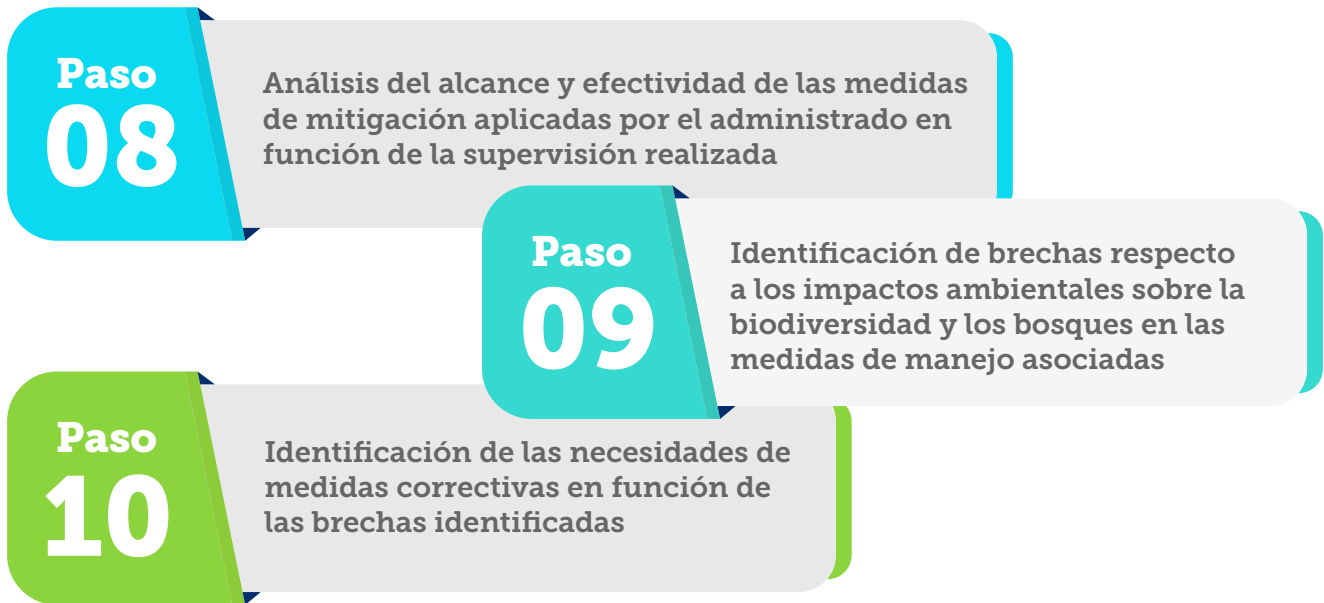 Paso
08
Análisis del alcance y efectividad de las medidas
de mitigación aplicadas por el administrado en
función de la supervisión realizada
Paso
09
Identificación de brechas respecto
a los impactos ambientales sobre la
biodiversidad y los bosques en las
medidas de manejo asociadas
Paso
10
Identificación de las necesidades de
medidas correctivas en función de
las brechas identificadas